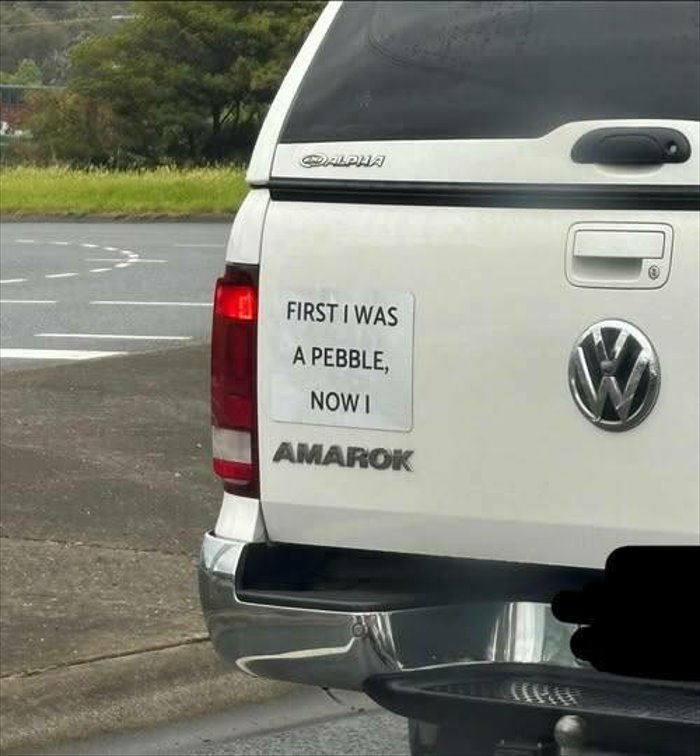 ALPHA
FIRST I WAS
A PEBBLE,
NOW I
AMAROK